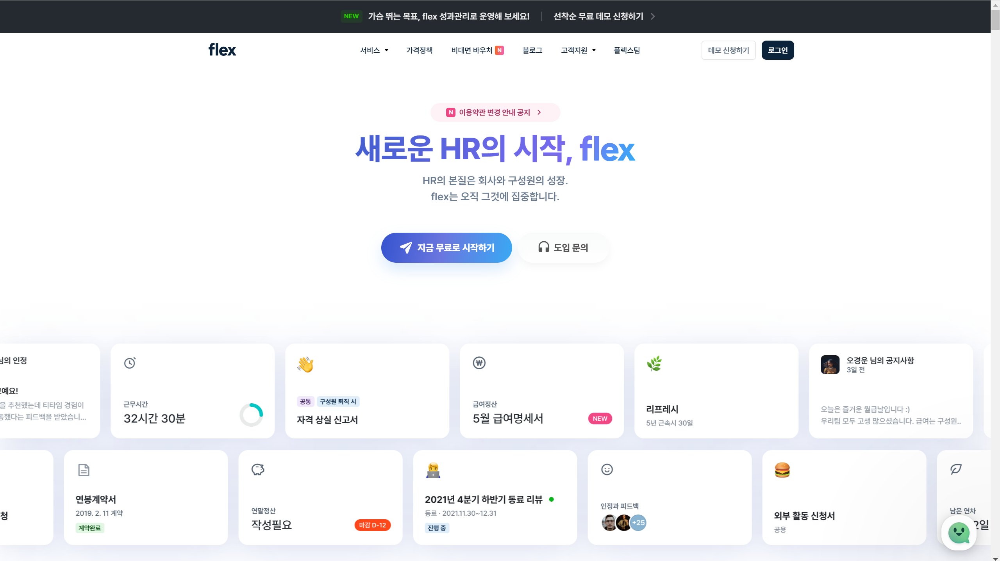 NEW 가슴 뛰는 목표, flex 성과관리로 운영해 보세요! 선착순 무료 데모 신청하기
flex 서비스 가격정책 비대면 바우처 N 블로그 고객지원 플렉스팀 데모 신청하기 로그인
N 이용약관 변경 안내 공지
새로운 HR의 시작, flex
HR의 본질은 회사와 구성원의 성장.
flex는 오직 그것에 집중합니다.
지금 무료로 시작하기
도입 문의
님의 인정
예요!
을 추천했는데 티타임 경험이
동했다는 피드백을 받았습니...
근무시간
32시간 30분
공통 구성원 퇴직 시
자격 상실 신고서
급여정산
5월 급여명세서
NEW
리프레시
5년 근속시 30일
오경운 님의 공지사항
3일 전
오늘은 즐거운 월급날입니다 :)
우리팀 모두 고생 많으셨습니다. 급여는 구성원..
청
연봉계약서
2019. 2. 11 계약
계약완료
연말정산
작성필요
마감 D-12
2021년 4분기 하반기 동료 리뷰
동료 · 2021.11.30~12.31
진행 중
인정과 피드백
+25
외부 활동 신청서
공용
남은 연차
2일